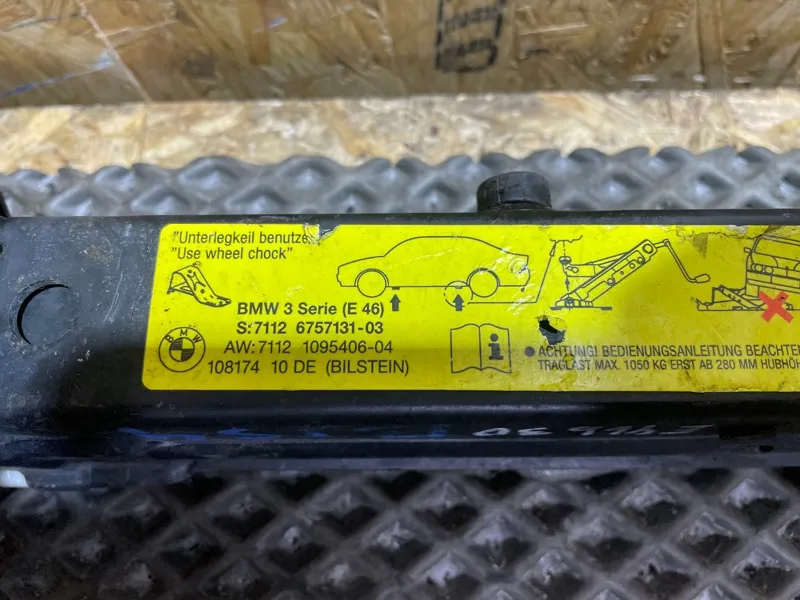 "Unterlegkeil benutze
"Use wheel chock"
BMW 3 Serie (E 46)
S:7112 6757131-03
AW:7112 1095406-04
108174 10 DE (BILSTEIN)
BMW
i
● ACHTUNG! BEDIENUNGSANLEITUNG BEACHTE
TRAGLAST MAX. 1050 KG ERST AB 280 MM HUBHÖH